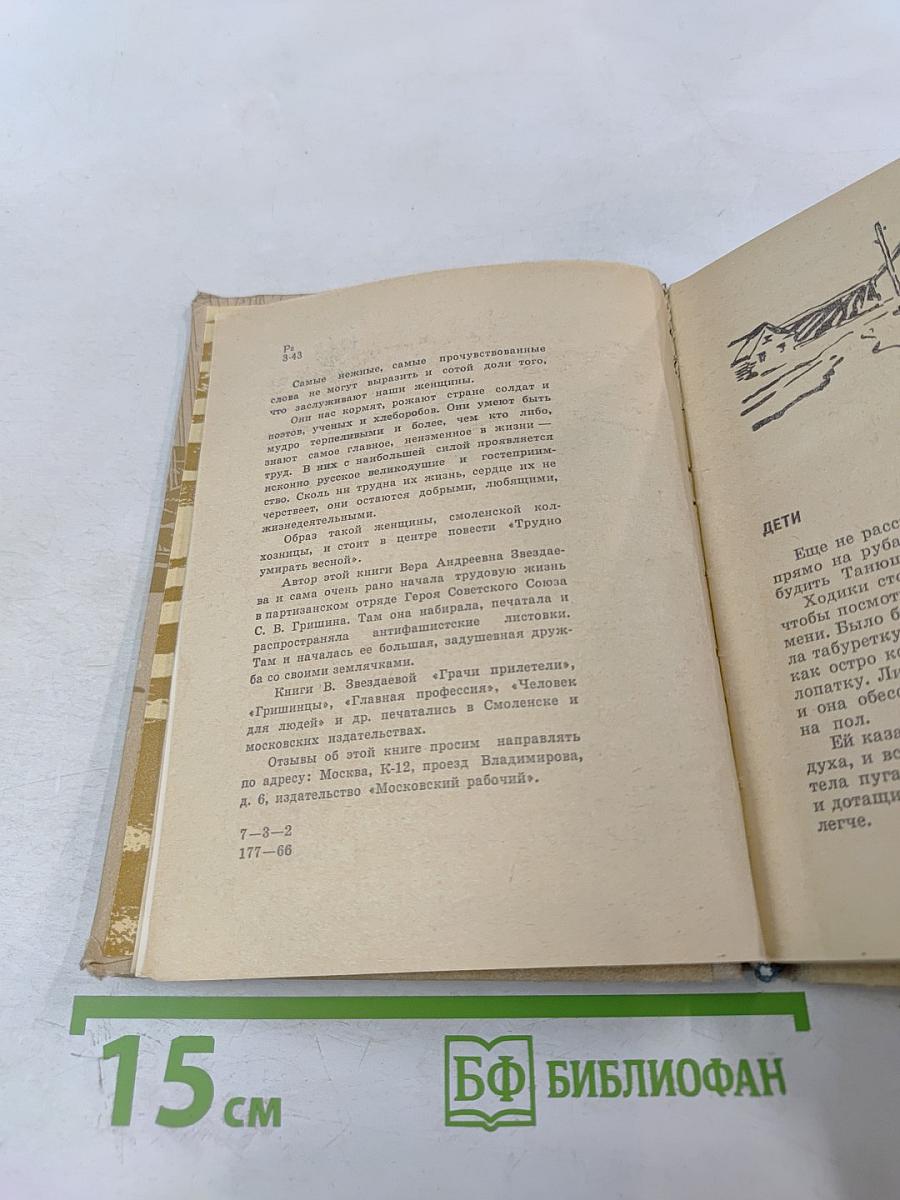 Р2
З-43
Самые нежные, самые прочувствованные
слова не могут выразить и сотой доли того,
что заслуживают наши женщины.
Они нас кормят, рожают стране солдат и
поэтов, ученых и хлеборобов. Они умеют быть
мудро терпеливыми и более, чем кто либо,
знают самое главное, неизменное в жизни —
труд. В них с наибольшей силой проявляется
исконно русское великодушие и гостеприим-
ство. Сколь ни трудна их жизнь, сердце их не
черствеет, они остаются добрыми, любящими,
жизнедеятельными.
Образ такой женщины, смоленской кол-
хозницы, и стоит в центре повести «Трудно
умирать весной».
Автор этой книги Вера Андреевна Звездае-
ва и сама очень рано начала трудовую жизнь
в партизанском отряде Героя Советского Союза
С. В. Гришина. Там она набирала, печатала и
распространяла антифашистские листовки.
Там и началась ее большая, задушевная друж-
ба со своими землячками.
Книги В. Звездаевой «Грачи прилетели»,
«Гришинцы», «Главная профессия», «Человек
для людей» и др. печатались в Смоленске и
московских издательствах.
Отзывы об этой книге просим направлять
по адресу: Москва, К-12, проезд Владимирова,
д. 6, издательство «Московский рабочий».
7—3—2
177—66
ДЕТИ
Еще не расс
прямо на руба
будить Танюш
Ходики сто
чтобы посмот
мени. Было б
ла табуретку
как остро ко
лопатку. Ли
и она обесс
на пол.
Ей каза
духа, и вс
тела пуга
и дотащи
легче.
15 см
БФ БИБЛИОФАН